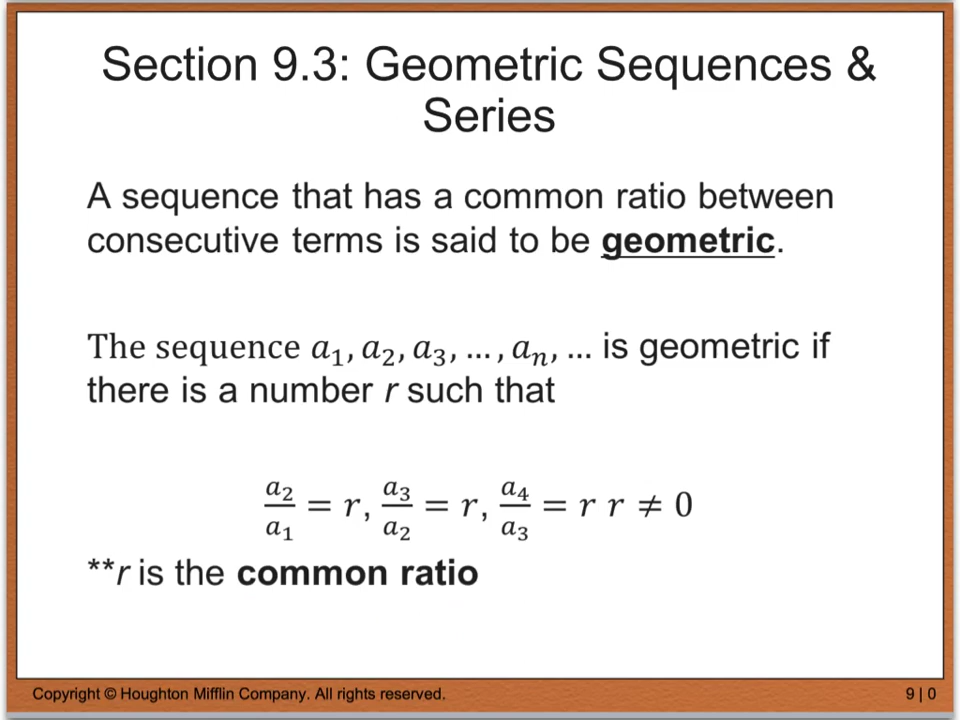 Section 9.3: Geometric Sequences &
Series
A sequence that has a common ratio between
consecutive terms is said to be geometric.
The sequence a₁, a₂, a₃, … , aₙ, … is geometric if
there is a number r such that
a₂/a₁ = r, a₃/a₂ = r, a₄/a₃ = r r ≠ 0
**r is the common ratio
Copyright © Houghton Mifflin Company. All rights reserved. 9 | 0